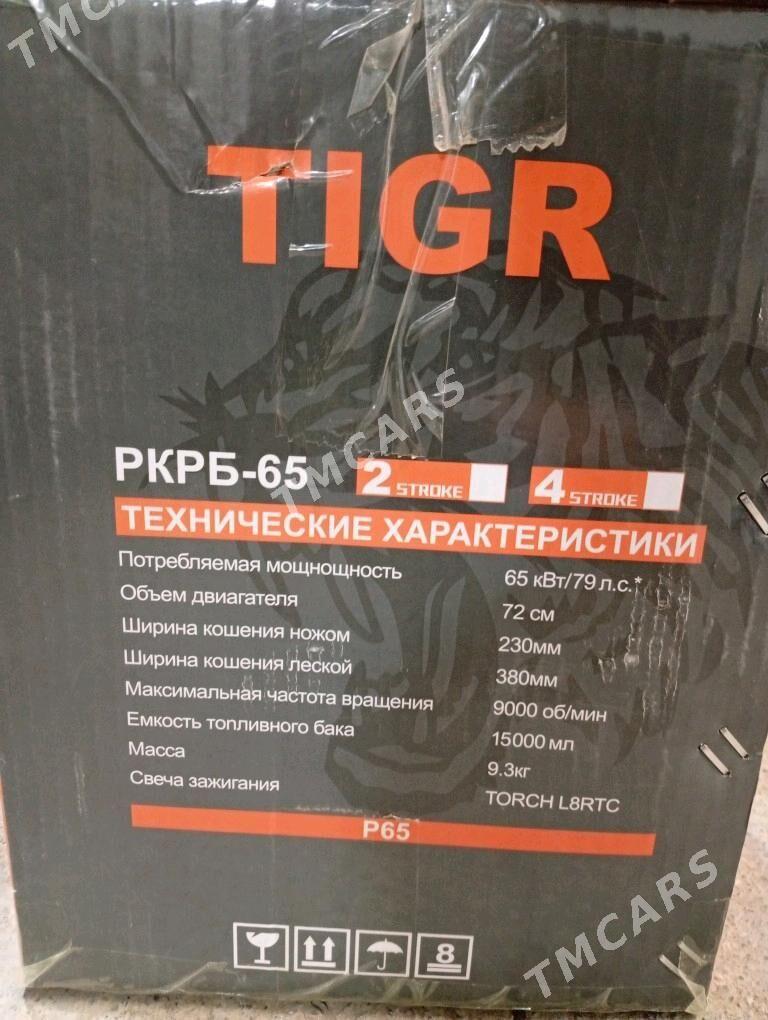 TMCARS
TIGR
TMCARS
РКРБ-65
2 STROKE
4 STROKE
ТЕХНИЧЕСКИЕ ХАРАКТЕРИСТИКИ
Потребляемая мощнощность 65 кВт/79 л.с.*
Объем двиагателя 72 см
Ширина кошения ножом 230мм
Ширина кошения леской 380мм
Максимальная частота вращения 9000 об/мин
Емкость топливного бака 15000 мл
Масса 9.3кг
Свеча зажигания TORCH L8RTC
P65
8
TMCARS